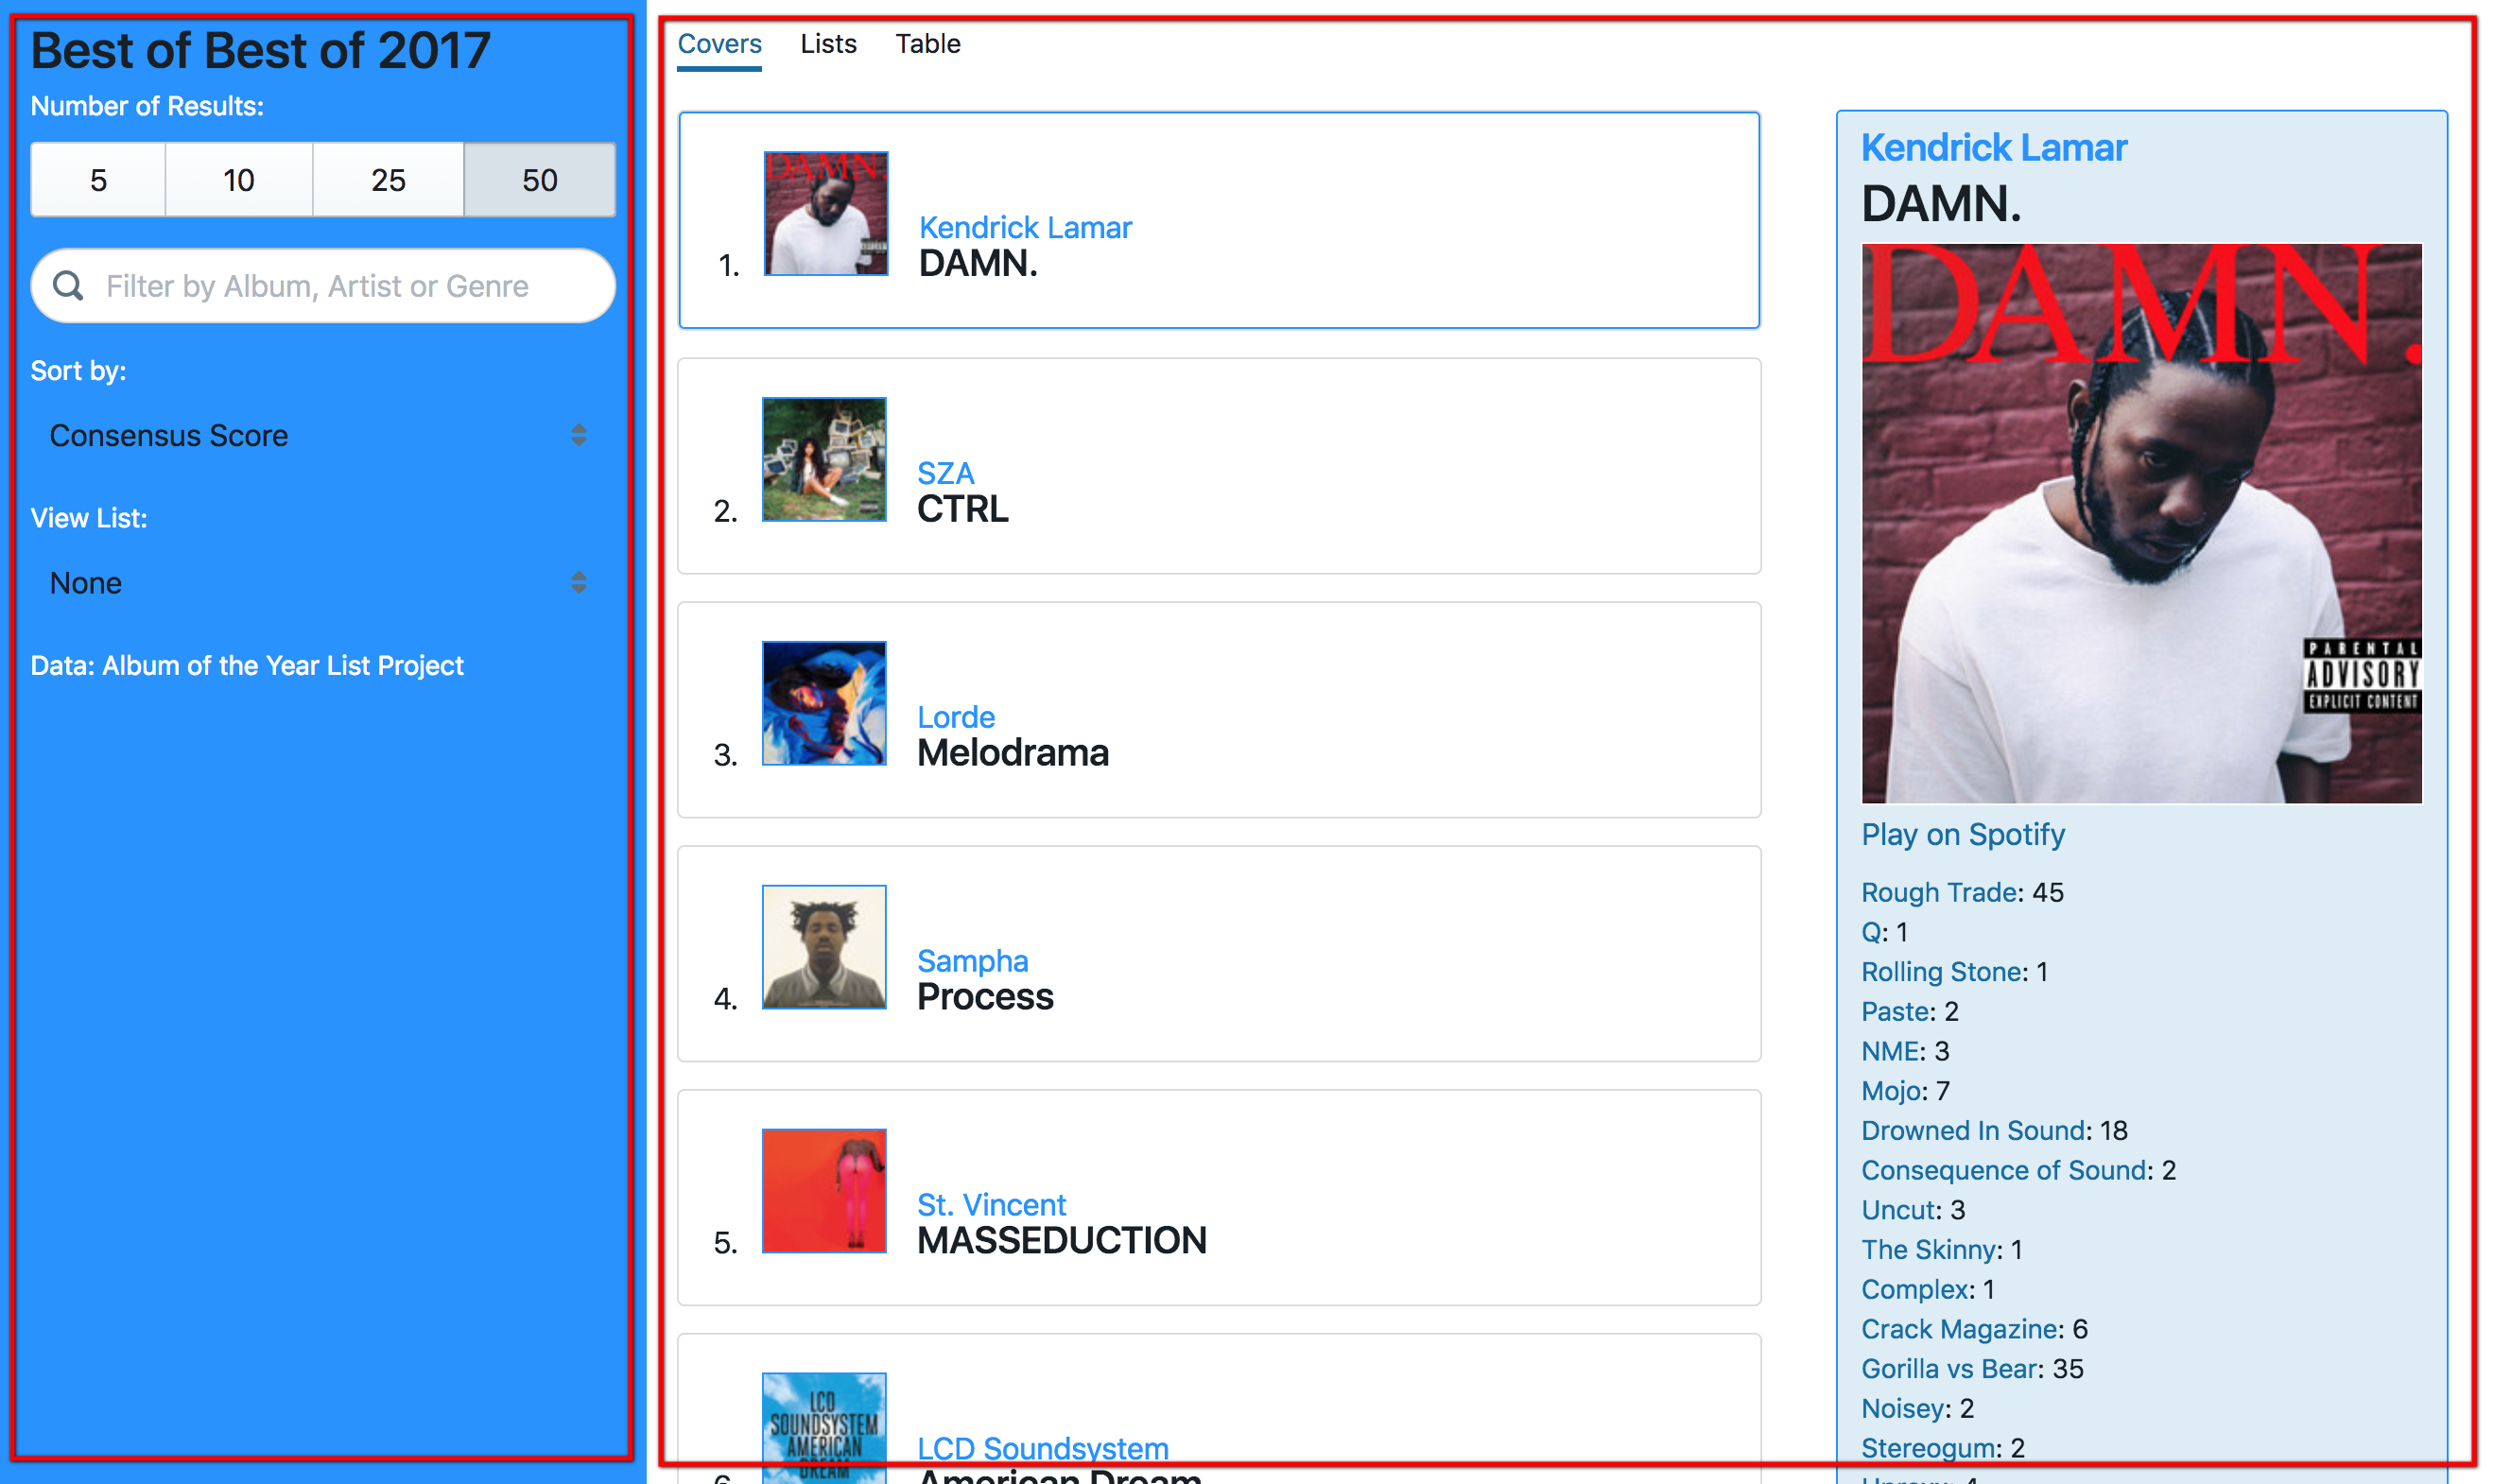 Best of Best of 2017
Number of Results:
5 10 25 50
Filter by Album, Artist or Genre
Sort by:
Consensus Score
View List:
None
Data: Album of the Year List Project
Covers Lists Table
DAMN.
1. Kendrick Lamar
DAMN.
2. SZA
CTRL
3. Lorde
Melodrama
4. Sampha
Process
5. St. Vincent
MASSEDUCTION
LCD
SOUNDSYSTEM
AMERICAN
DREAM
6. LCD Soundsystem
American Dream
Kendrick Lamar
DAMN.
DAMN.
PARENTAL
ADVISORY
EXPLICIT CONTENT
Play on Spotify
Rough Trade: 45
Q: 1
Rolling Stone: 1
Paste: 2
NME: 3
Mojo: 7
Drowned In Sound: 18
Consequence of Sound: 2
Uncut: 3
The Skinny: 1
Complex: 1
Crack Magazine: 6
Gorilla vs Bear: 35
Noisey: 2
Stereogum: 2